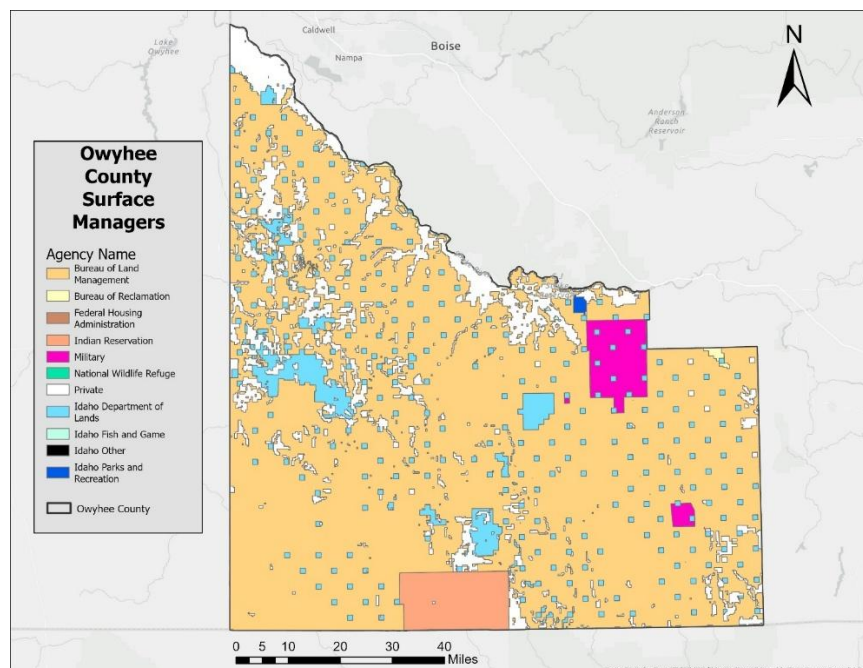 Lake
Owyhee
Caldwell
Nampa
Boise
N
Anderson
Ranch
Reservoir
Owyhee
County
Surface
Managers
Agency Name
Bureau of Land
Management
Bureau of Reclamation
Federal Housing
Administration
Indian Reservation
Military
National Wildlife Refuge
Private
Idaho Department of
Lands
Idaho Fish and Game
Idaho Other
Idaho Parks and
Recreation
Owyhee County
0 5 10 20 30 40
Miles